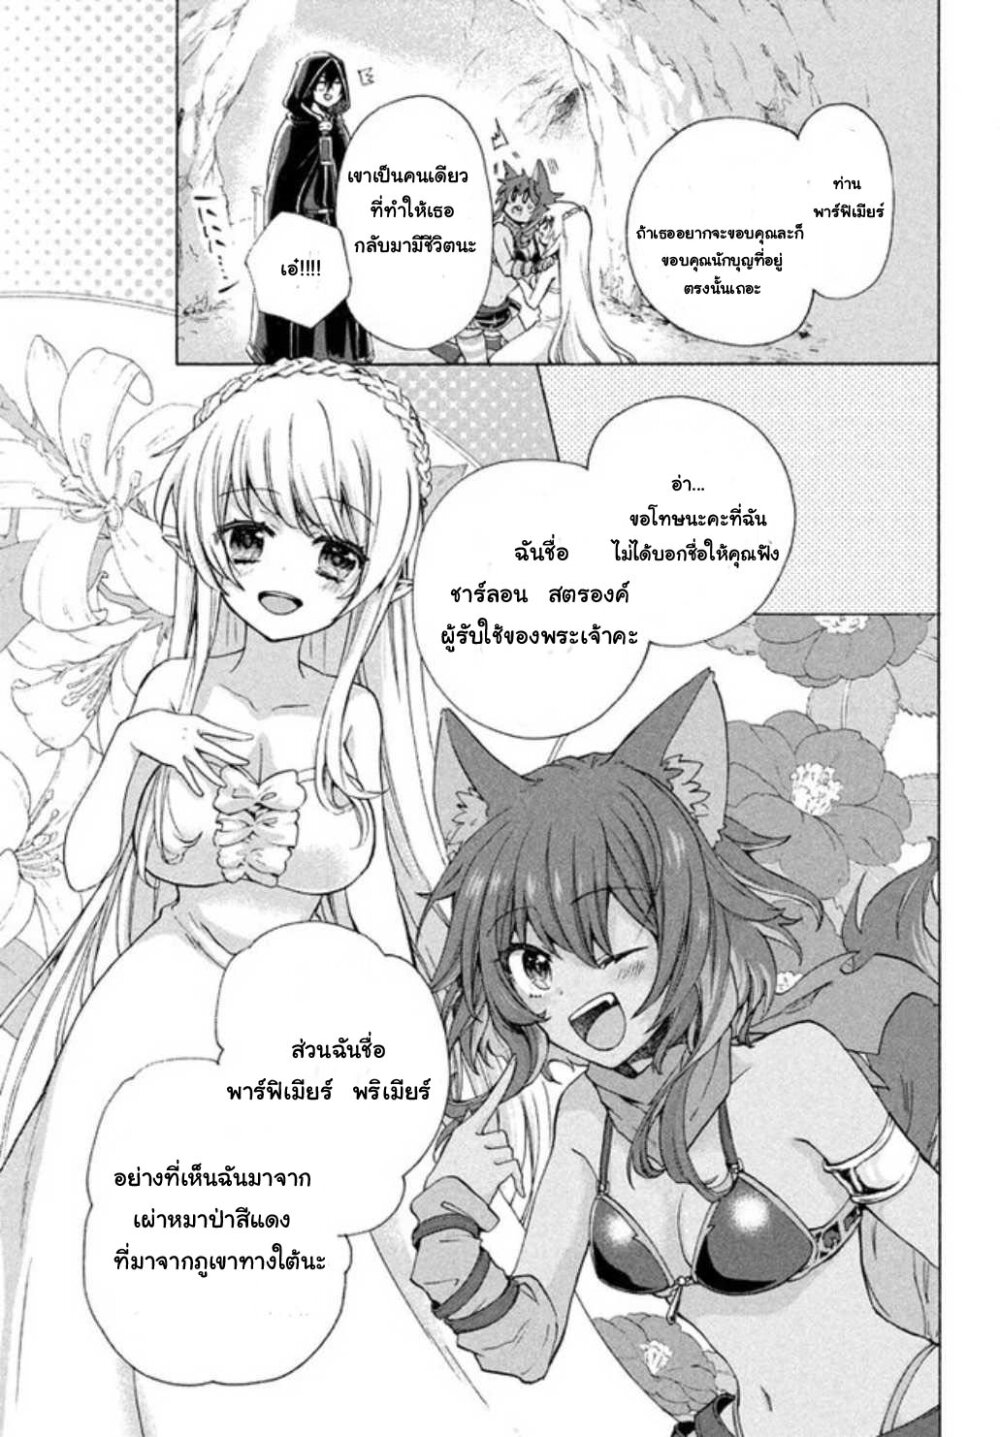 ท่าน
พาร์ฟิเมียร์
ถ้าเธออยากจะขอบคุณละก็
ขอบคุณนักบุญที่อยู่
ตรงนั้นเถอะ
เขาเป็นคนเดียว
ที่ทำให้เธอ
กลับมามีชีวิตนะ
เอ๋!!!!
อ่า...
ขอโทษนะคะที่ฉัน
ไม่ได้บอกชื่อให้คุณฟัง
ฉันชื่อ
ชาร์ลอน สตรองค์
ผู้รับใช้ของพระเจ้าคะ
ส่วนฉันชื่อ
พาร์ฟิเมียร์ พริเมียร์
อย่างที่เห็นฉันมาจาก
เผ่าหมาป่าสีแดง
ที่มาจากภูเขาทางใต้นะ